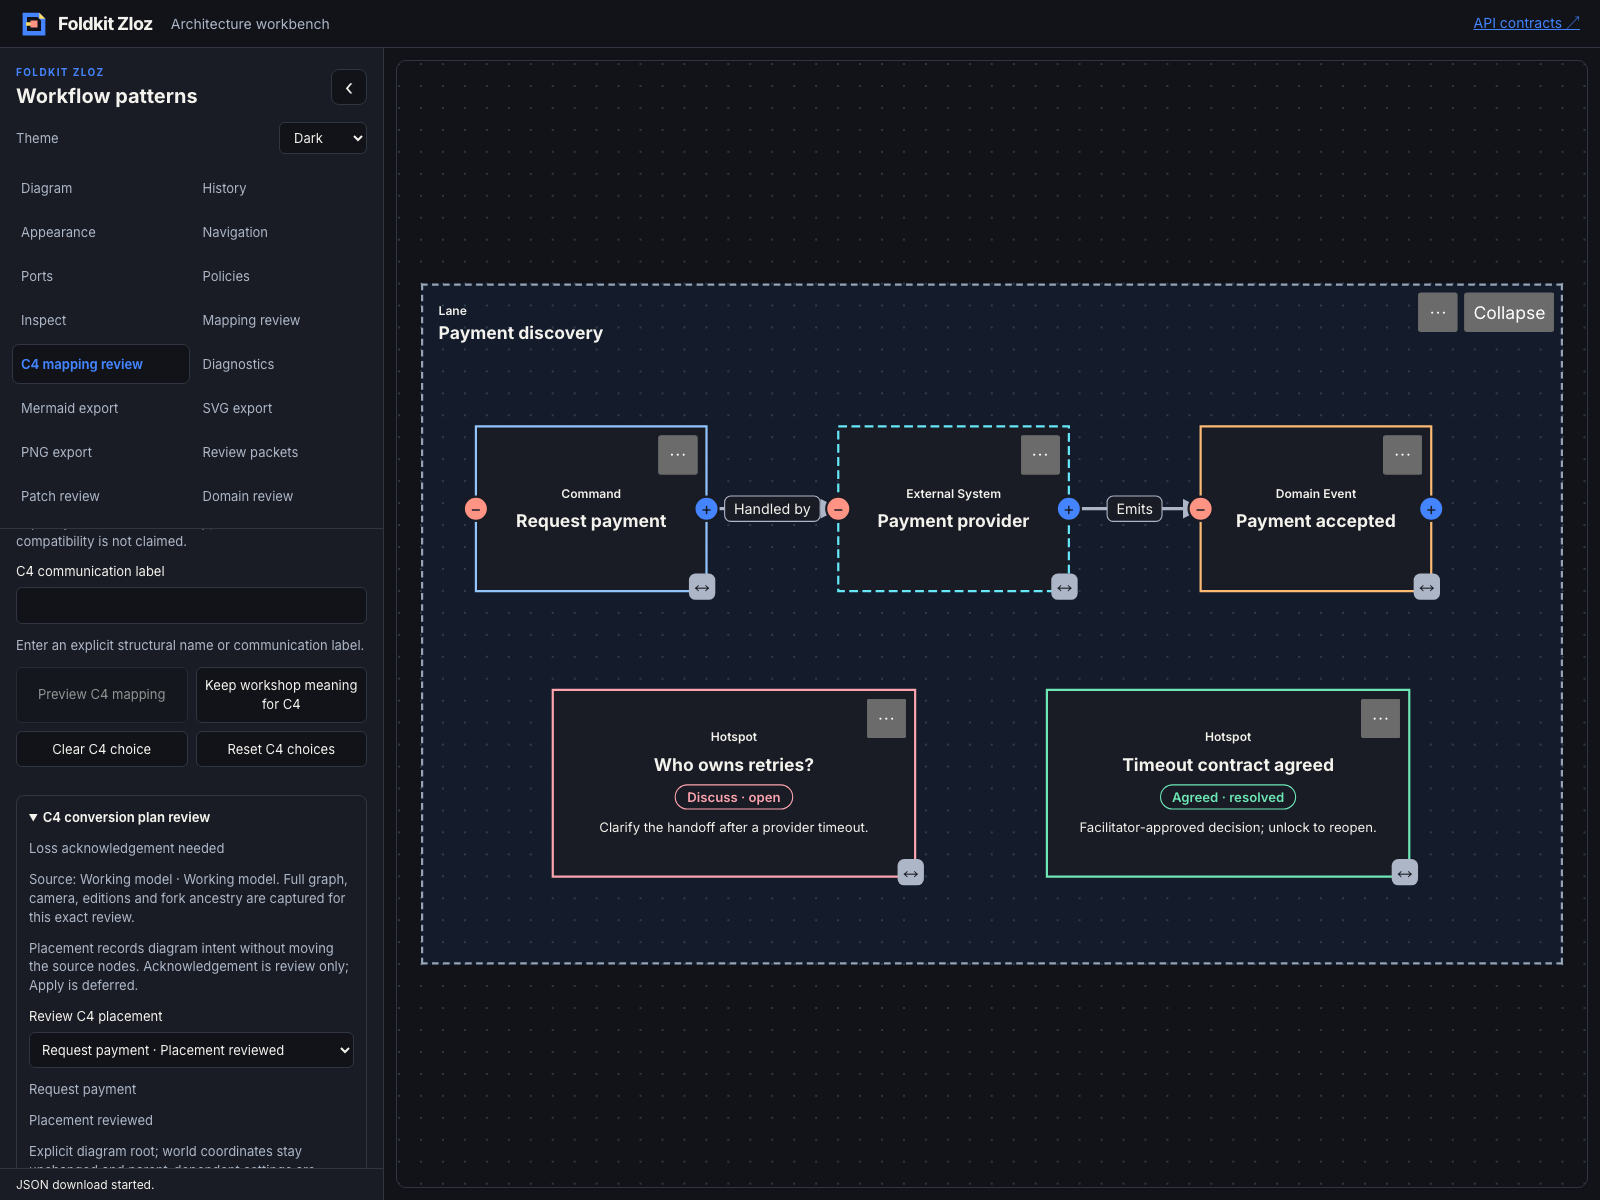 Foldkit Zloz
Architecture workbench
API contracts ↗
FOLDKIT ZLOZ
Workflow patterns
Theme
Dark
Diagram
History
Appearance
Navigation
Ports
Policies
Inspect
Mapping review
C4 mapping review
Diagnostics
Mermaid export
SVG export
PNG export
Review packets
Patch review
Domain review
compatibility is not claimed.
C4 communication label
Enter an explicit structural name or communication label.
Preview C4 mapping
Keep workshop meaning
for C4
Clear C4 choice
Reset C4 choices
▼ C4 conversion plan review
Loss acknowledgement needed
Source: Working model · Working model. Full graph,
camera, editions and fork ancestry are captured for
this exact review.
Placement records diagram intent without moving
the source nodes. Acknowledgement is review only;
Apply is deferred.
Review C4 placement
Request payment · Placement reviewed
Request payment
Placement reviewed
Explicit diagram root; world coordinates stay
JSON download started.
Lane
Payment discovery
···
Collapse
···
Command
Request payment
Handled by
···
External System
Payment provider
Emits
···
Domain Event
Payment accepted
···
Hotspot
Who owns retries?
Discuss · open
Clarify the handoff after a provider timeout.
···
Hotspot
Timeout contract agreed
Agreed · resolved
Facilitator-approved decision; unlock to reopen.